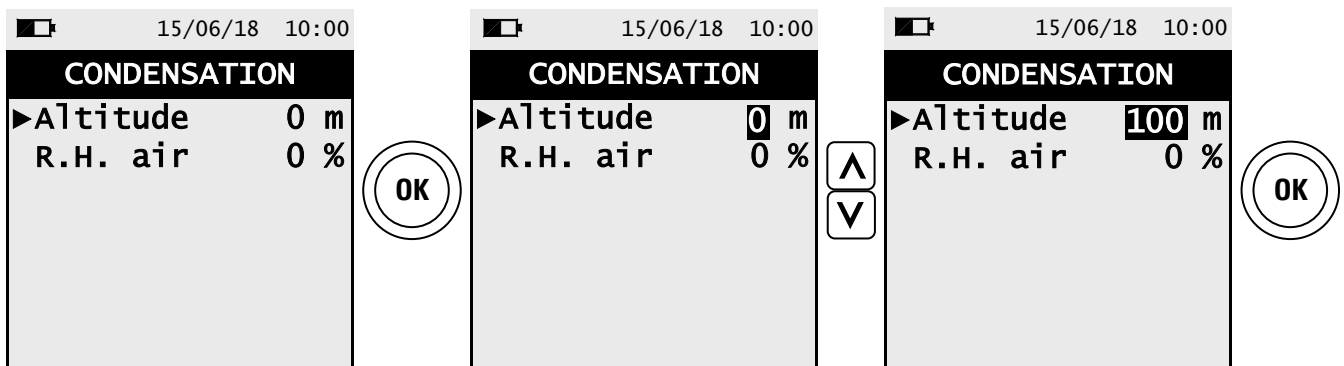 15/06/18 10:00
CONDENSATION
►Altitude 0 m
R.H. air 0 %
OK
15/06/18 10:00
CONDENSATION
►Altitude 0 m
R.H. air 0 %
15/06/18 10:00
CONDENSATION
►Altitude 100 m
R.H. air 0 %
OK